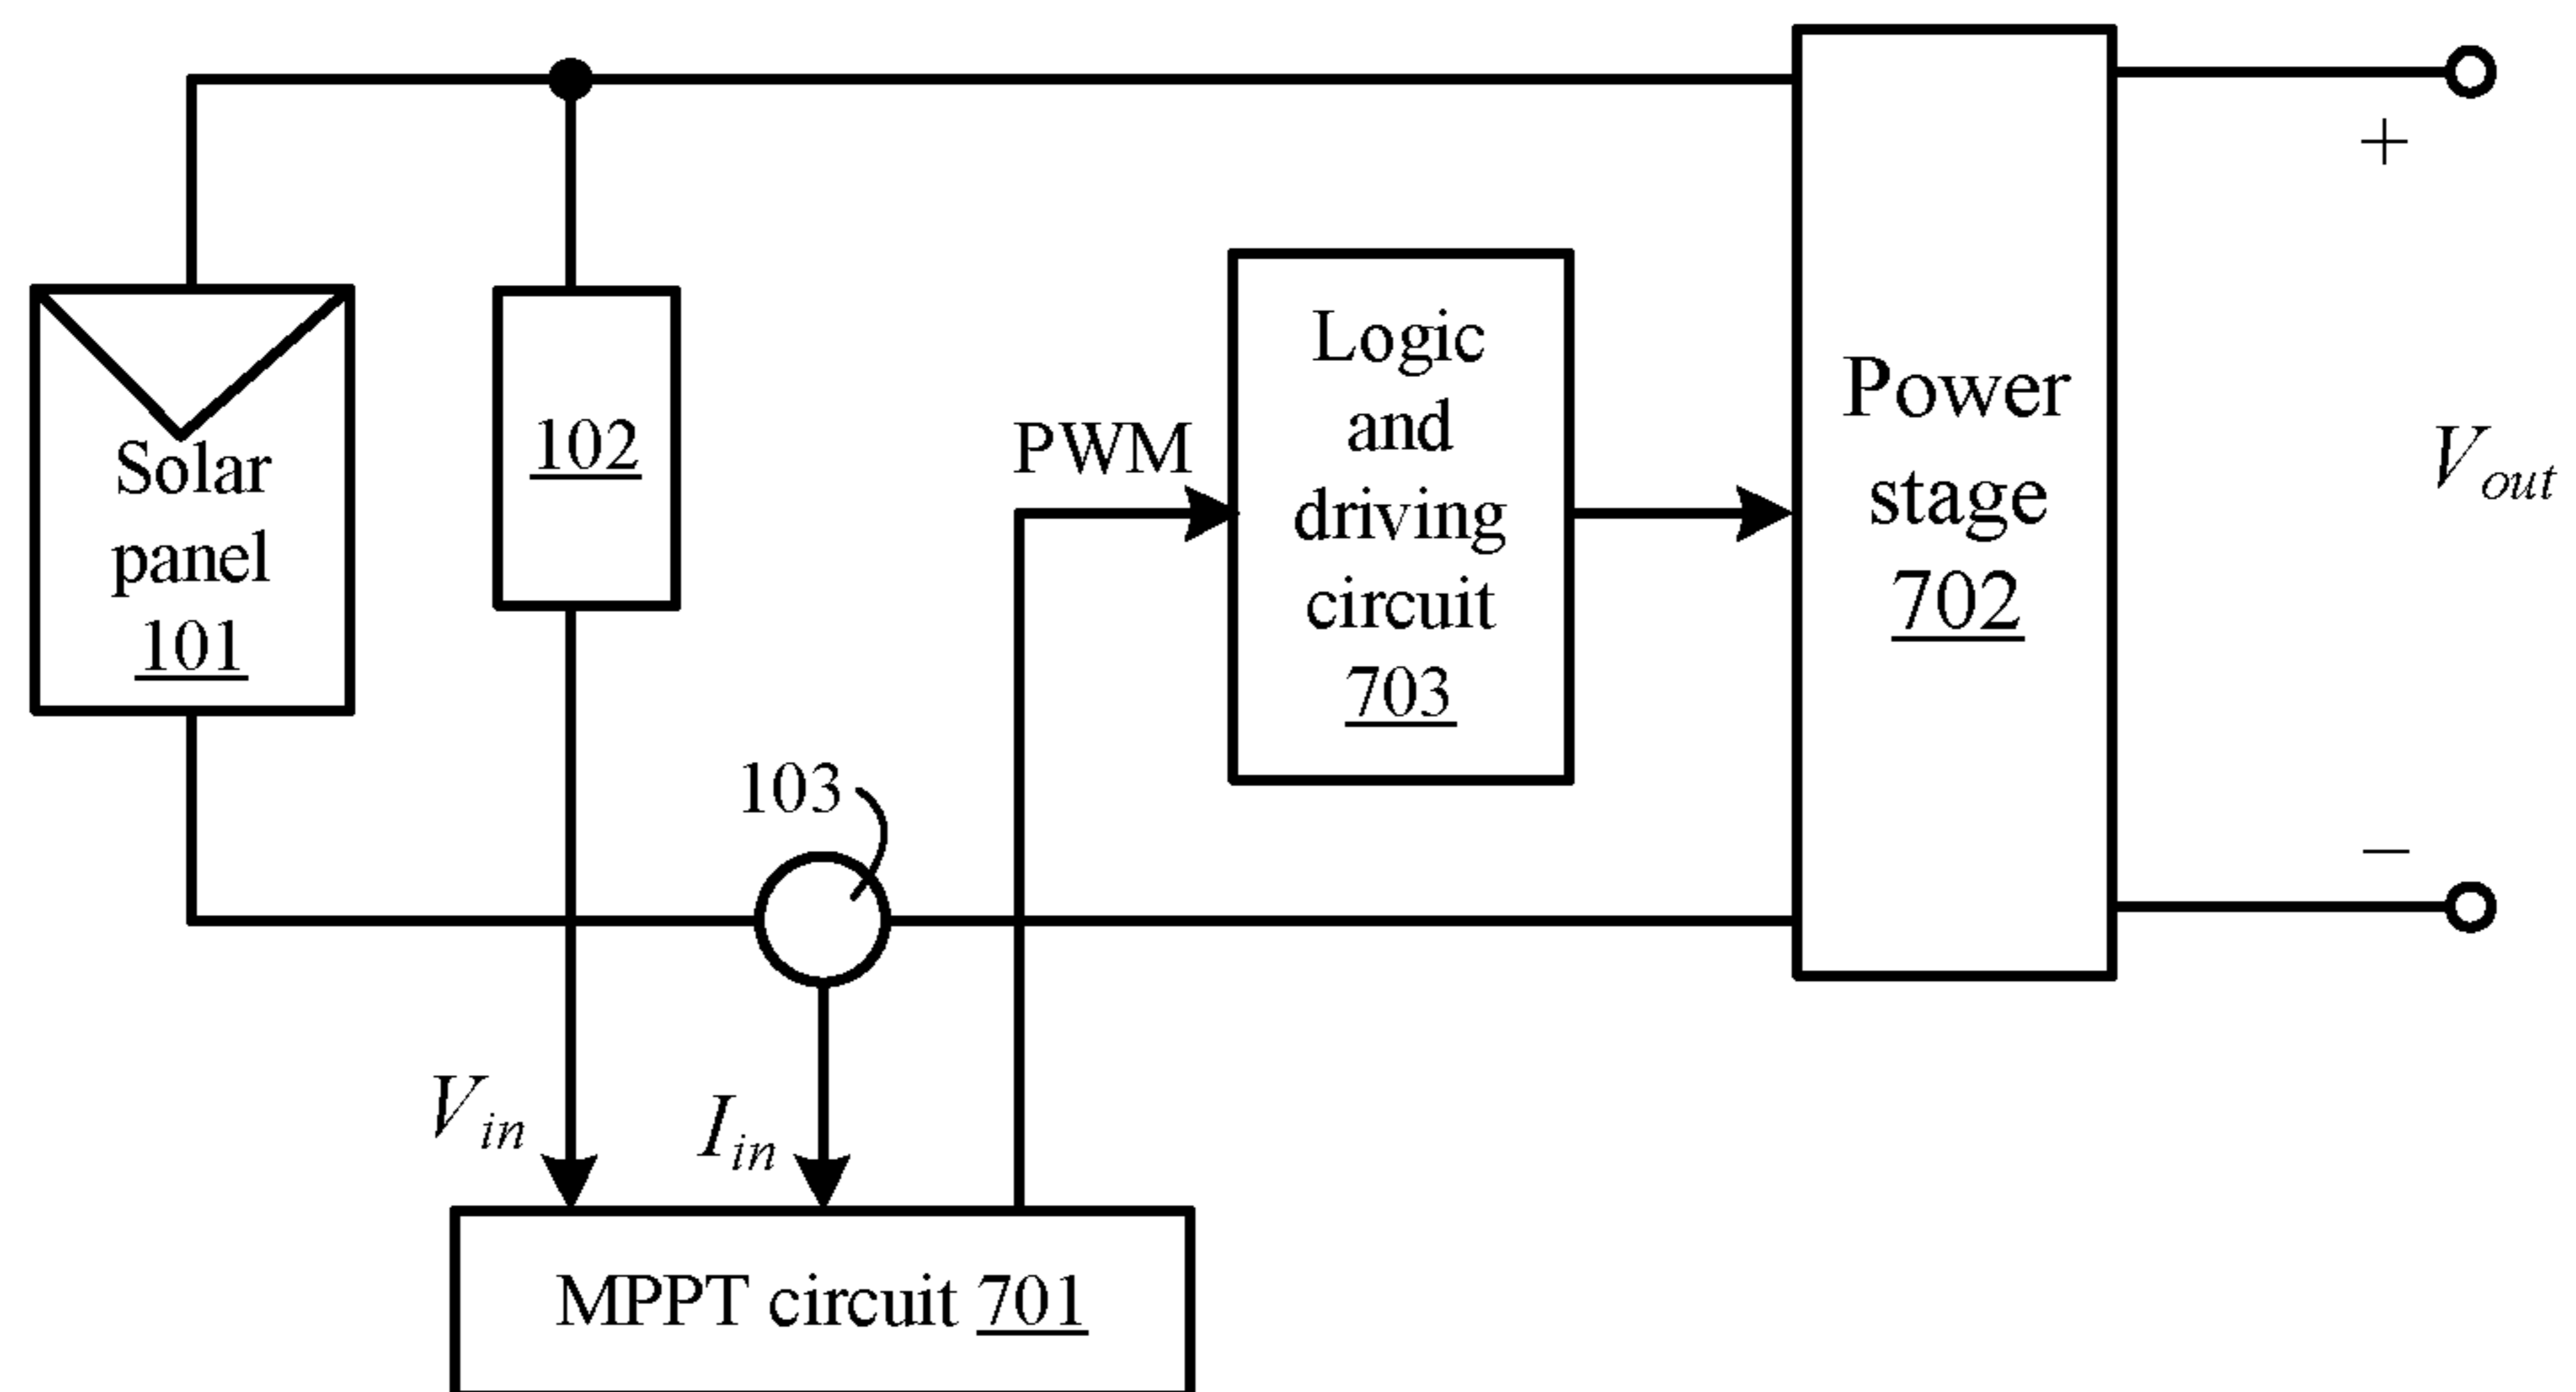 +
Logic
and
driving
circuit
703
Power
stage
702
Vout
102
PWM
Solar
panel
101
103
−
Vin
Iin
MPPT circuit 701